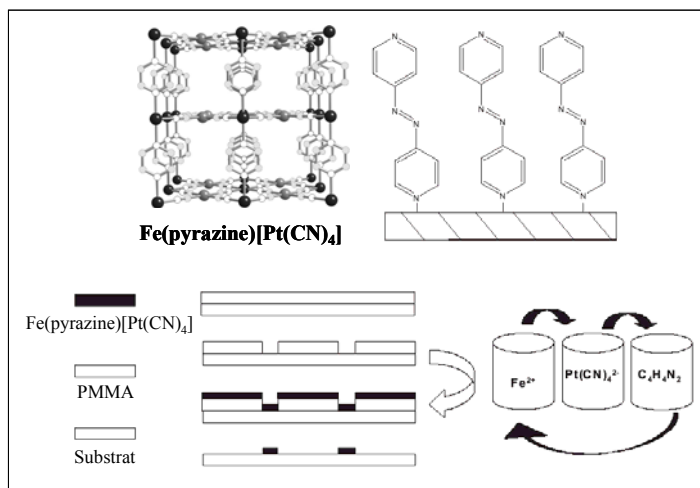 N N N
N N N
N N N
N N N
Fe(pyrazine)[Pt(CN)₄]
Fe(pyrazine)[Pt(CN)₄]
PMMA
Substrat
Fe²⁺
Pt(CN)₄²⁻
C₄H₄N₂